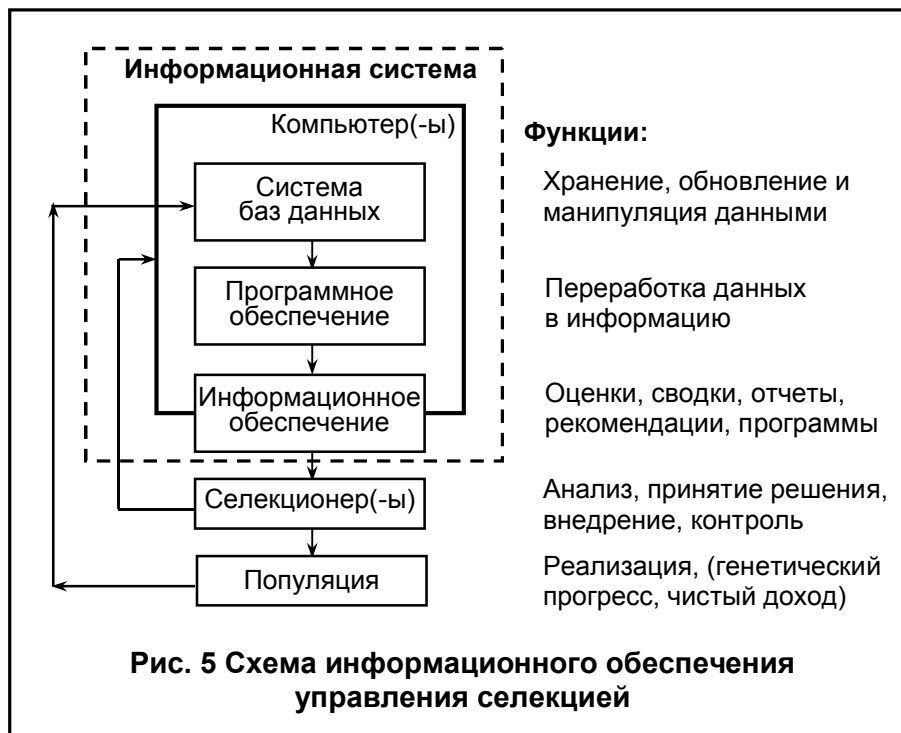 Информационная система
Компьютер(-ы)
Функции:
Система
баз данных
Хранение, обновление и
манипуляция данными
Программное
обеспечение
Переработка данных
в информацию
Информационное
обеспечение
Оценки, сводки, отчеты,
рекомендации, программы
Селекционер(-ы)
Анализ, принятие решения,
внедрение, контроль
Популяция
Реализация, (генетический
прогресс, чистый доход)
Рис. 5 Схема информационного обеспечения
управления селекцией